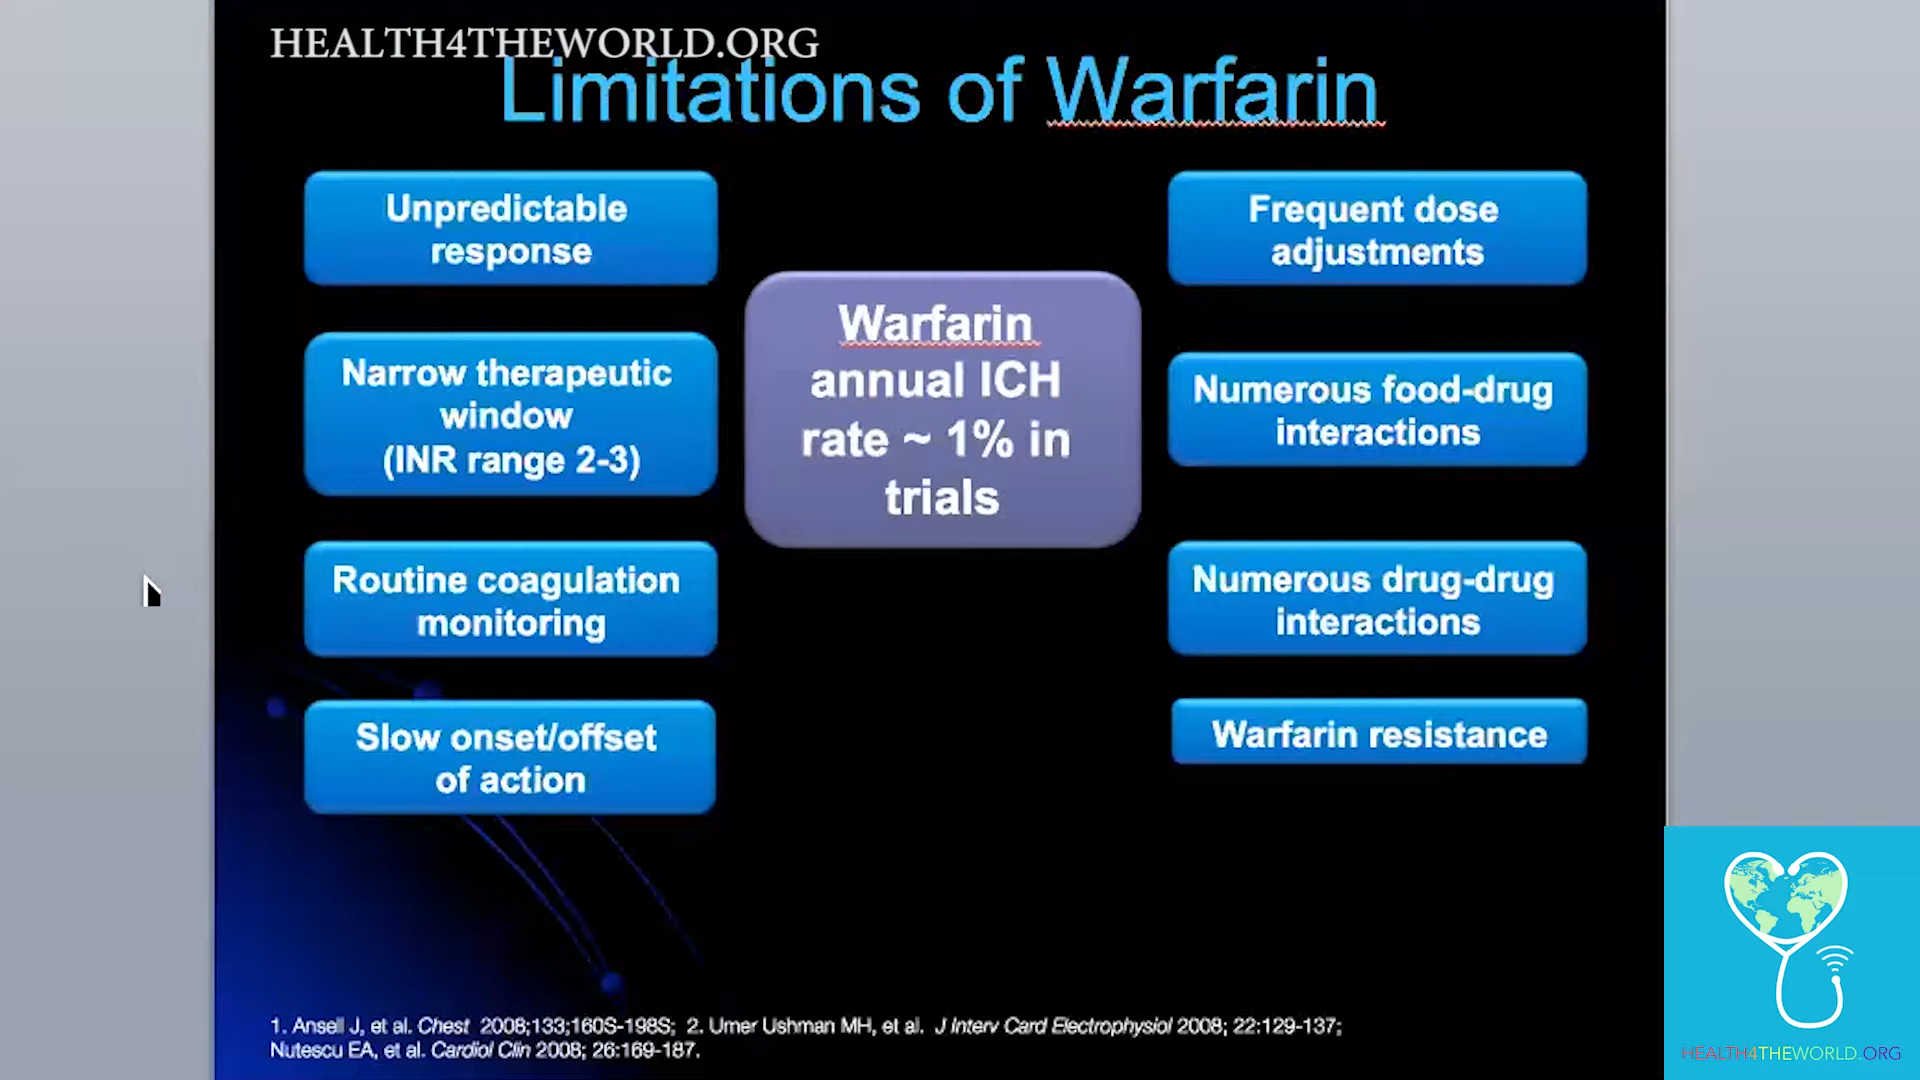 HEALTH4THEWORLD.ORG
Limitations of Warfarin
Unpredictable
response
Narrow therapeutic
window
(INR range 2-3)
Routine coagulation
monitoring
Slow onset/offset
of action
Warfarin
annual ICH
rate ~ 1% in
trials
Frequent dose
adjustments
Numerous food-drug
interactions
Numerous drug-drug
interactions
Warfarin resistance
1. Ansell J, et al. Chest 2008;133;160S-198S; 2. Umer Ushman MH, et al. J Interv Card Electrophysiol 2008; 22:129-137;
Nutescu EA, et al. Cardiol Clin 2008; 26:169-187.
HEALTH4THEWORLD.ORG